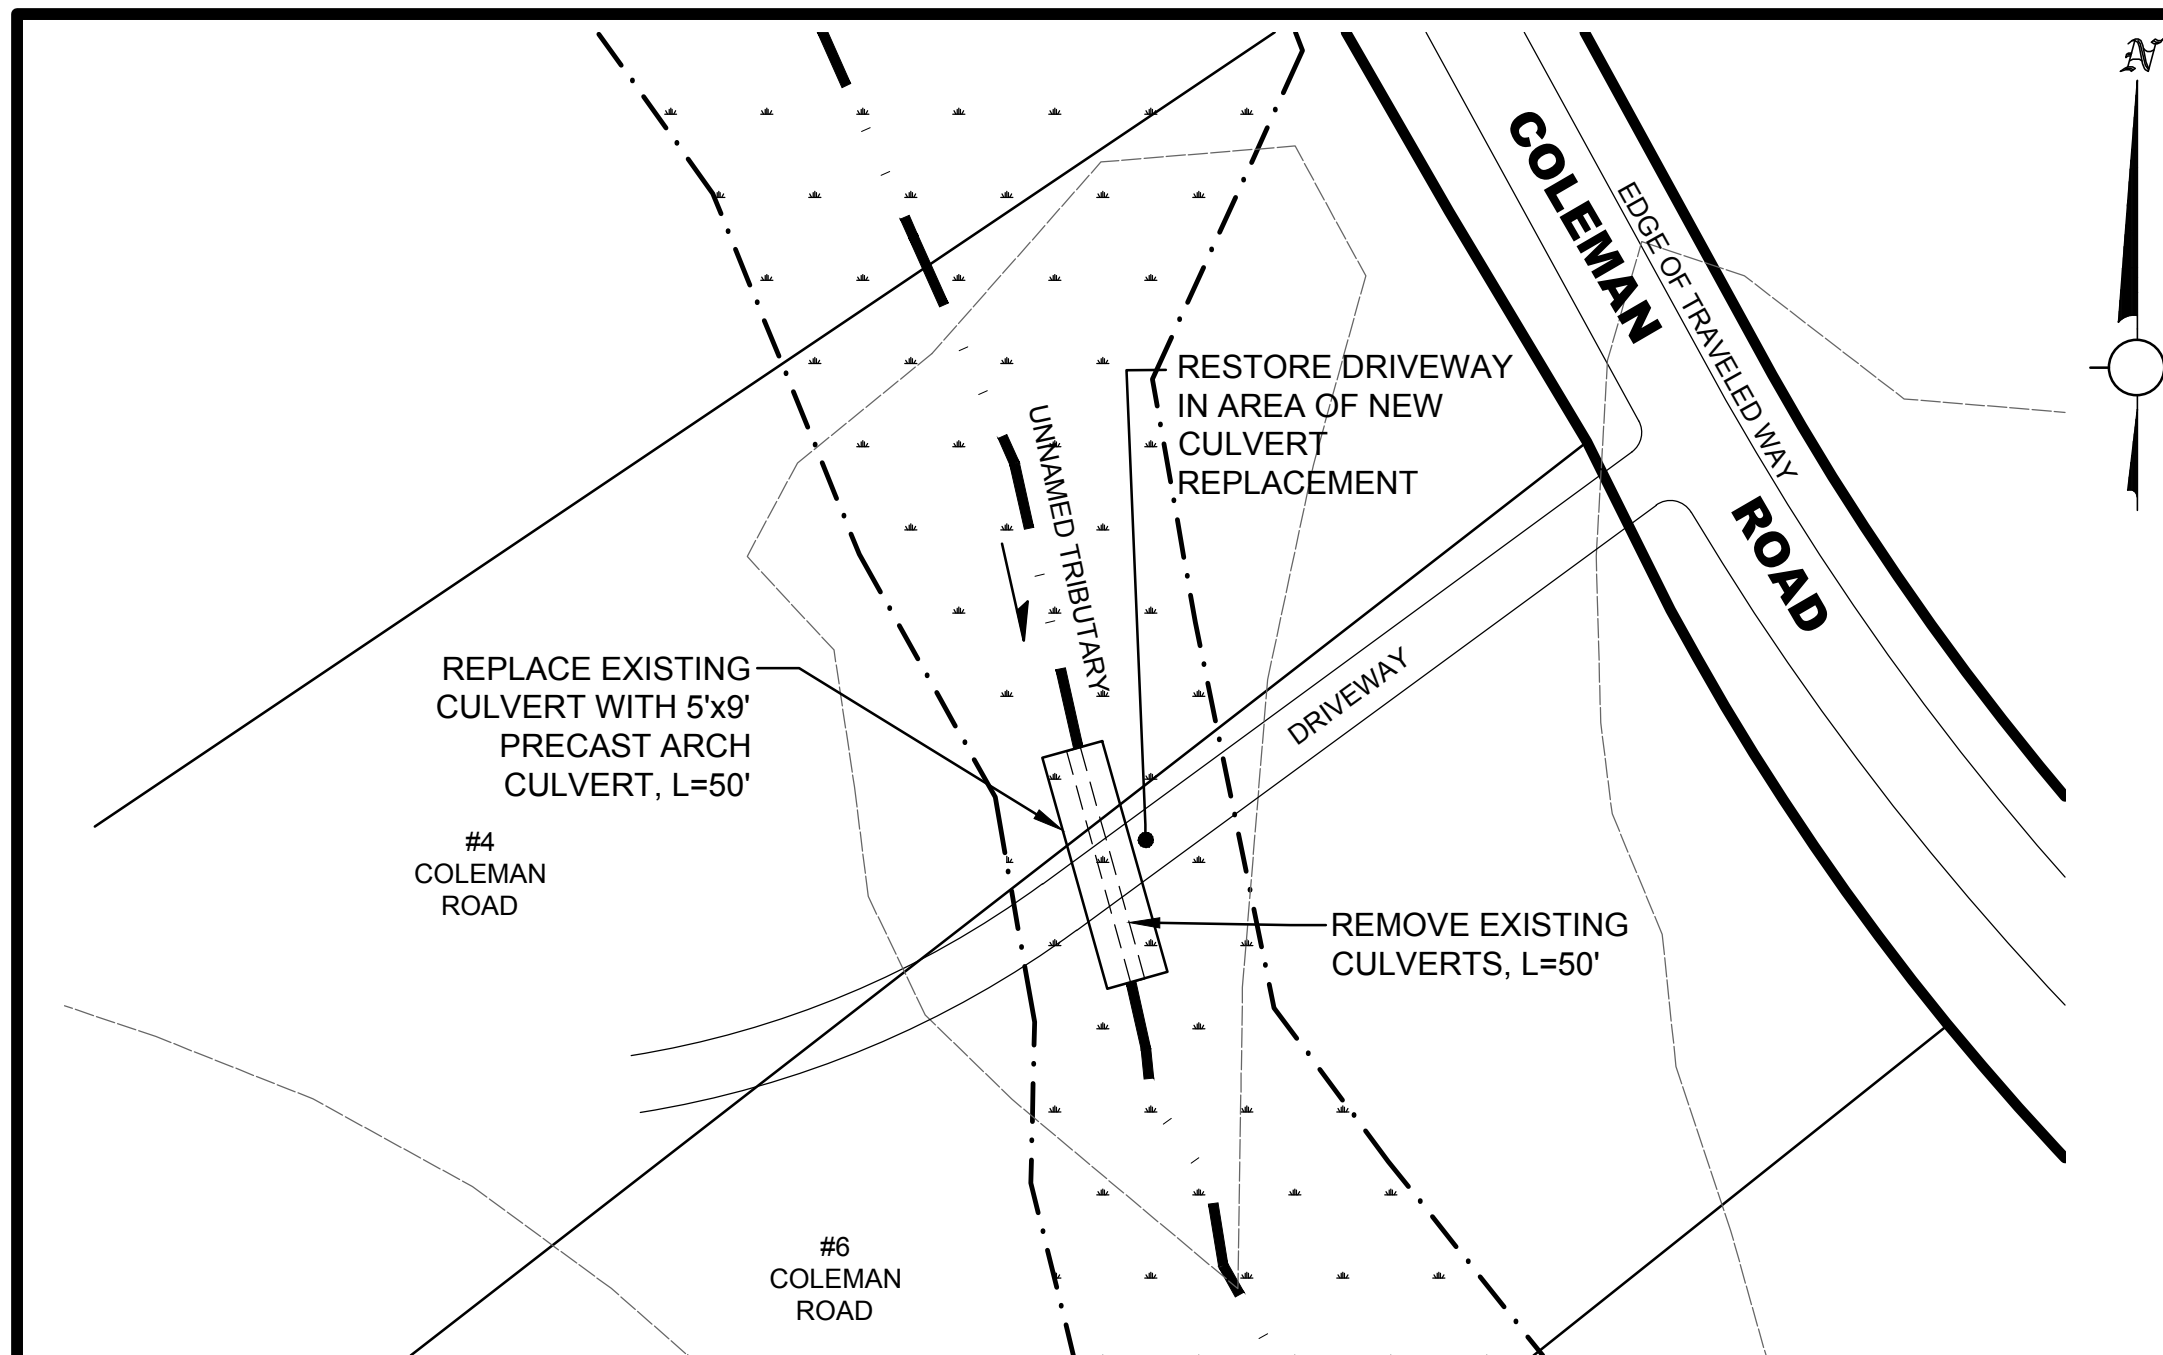 N
COLEMAN
ROAD
EDGE OF TRAVELED WAY
RESTORE DRIVEWAY
IN AREA OF NEW
CULVERT
REPLACEMENT
UNNAMED TRIBUTARY
REPLACE EXISTING
CULVERT WITH 5'x9'
PRECAST ARCH
CULVERT, L=50'
DRIVEWAY
#4
COLEMAN
ROAD
REMOVE EXISTING
CULVERTS, L=50'
#6
COLEMAN
ROAD